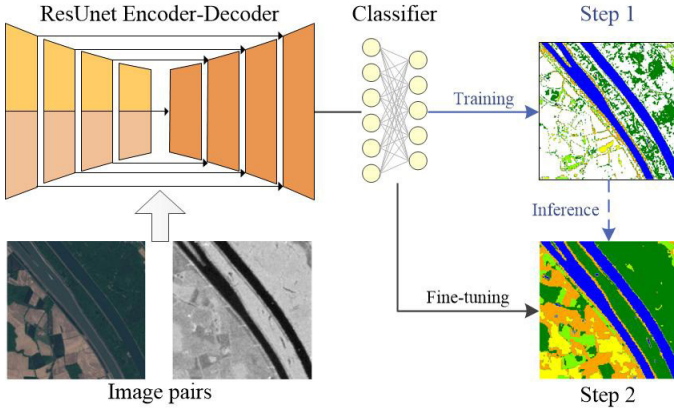 ResUnet Encoder-Decoder
Classifier
Step 1
Training
Inference
Fine-tuning
Image pairs
Step 2